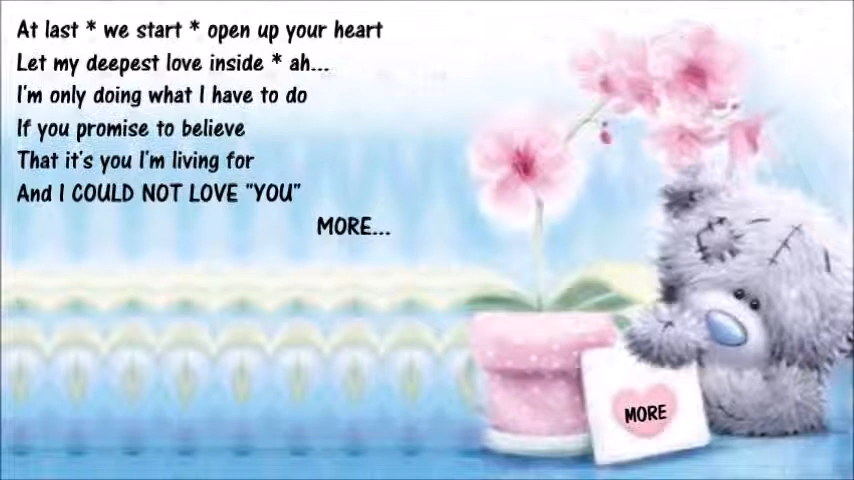 At last * we start * open up your heart
Let my deepest love inside * ah...
I'm only doing what I have to do
If you promise to believe
That it's you I'm living for
And I COULD NOT LOVE "YOU"
MORE...
MORE